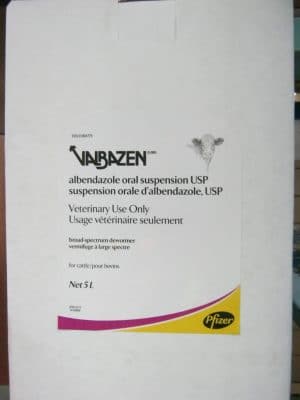 VALBAZEN
albendazole oral suspension USP
suspension orale d'albendazole, USP
Veterinary Use Only
Usage vétérinaire seulement
broad-spectrum dewormer
vermifuge à large spectre
for cattle/pour bovins
Net 5 L
Pfizer